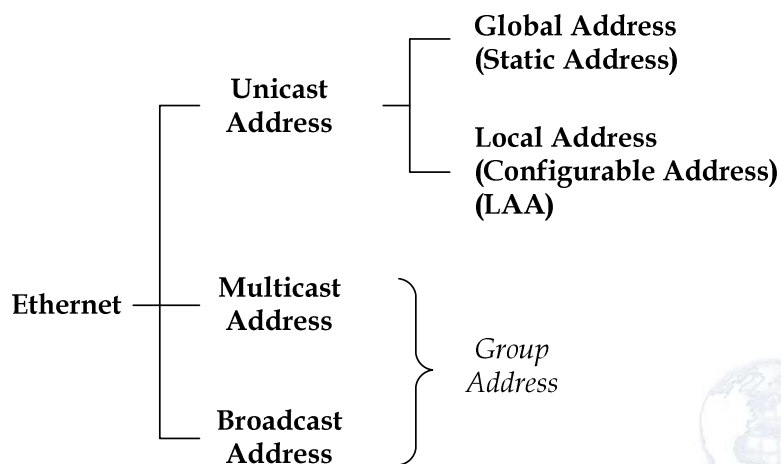 Global Address
(Static Address)
Unicast
Address
Local Address
(Configurable Address)
(LAA)
Ethernet
Multicast
Address
Group
Address
Broadcast
Address